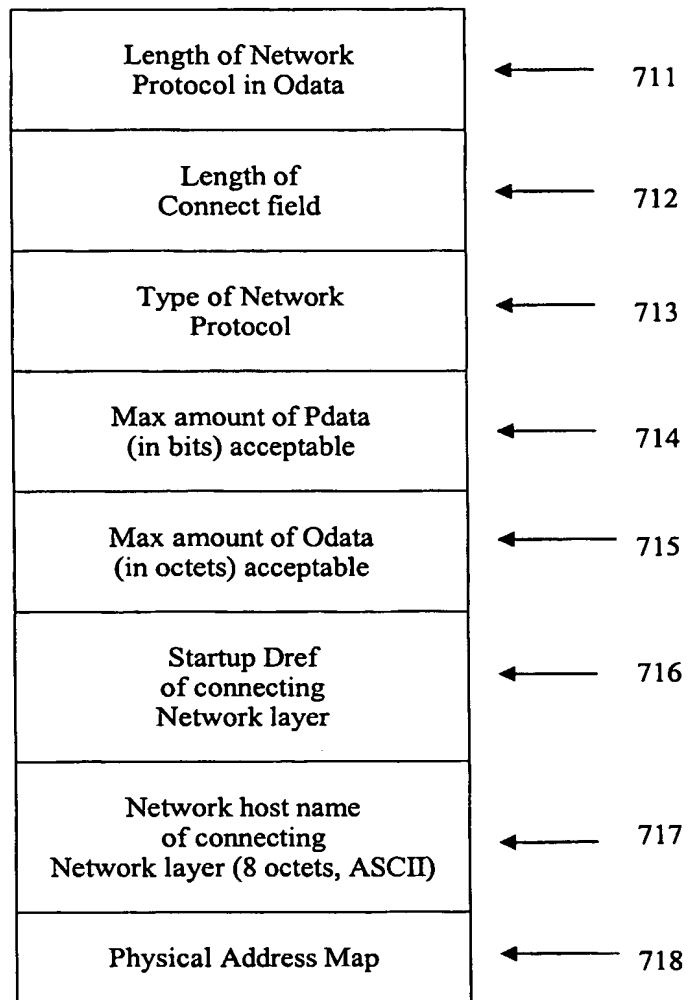 Length of Network
Protocol in Odata
711
Length of
Connect field
712
Type of Network
Protocol
713
Max amount of Pdata
(in bits) acceptable
714
Max amount of Odata
(in octets) acceptable
715
Startup Dref
of connecting
Network layer
716
Network host name
of connecting
Network layer (8 octets, ASCII)
717
Physical Address Map
718